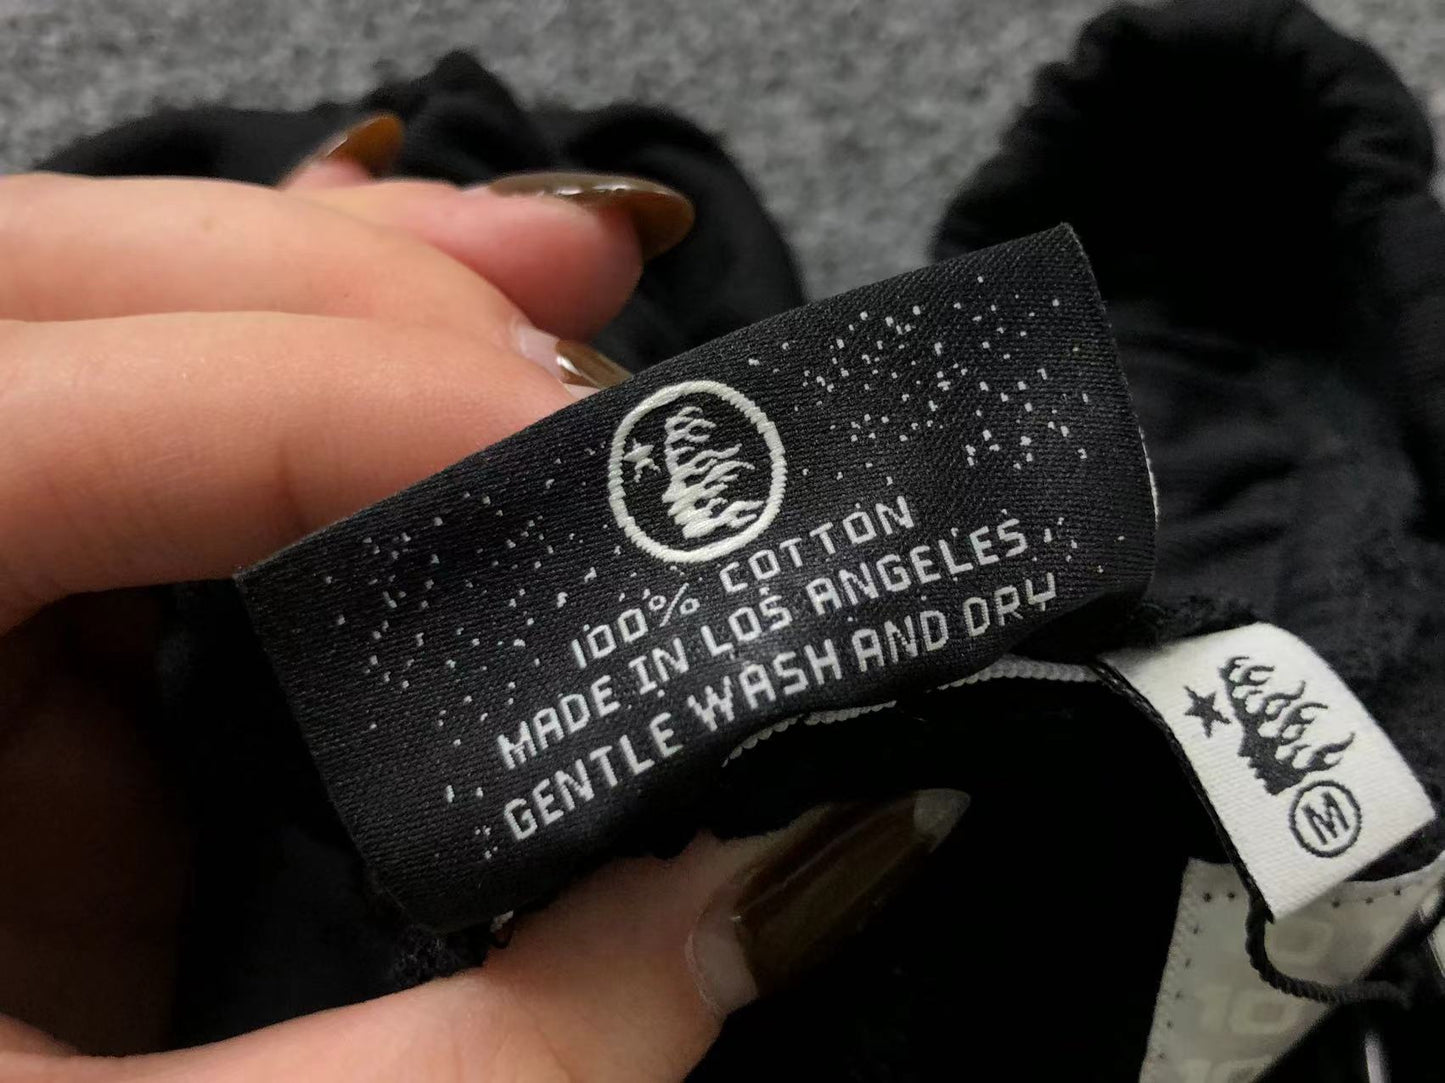 100% COTTON
MADE IN LOS ANGELES
GENTLE WASH AND DRY
M